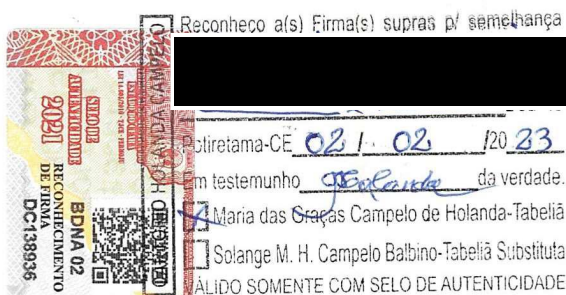 Reconheço a(s) Firma(s) supras p/ semelhança
Potiretama-CE 02 / 02 /20 23
Em testemunho da verdade.
Maria das Graças Campelo de Holanda-Tabeliã
Solange M. H. Campelo Balbino-Tabeliã Substituta
VÁLIDO SOMENTE COM SELO DE AUTENTICIDADE
HOLANDA CAMPELO
SELO DE
AUTENTICIDADE
2021
RECONHECIMENTO
DE FIRMA
BDNA 02
DC138936